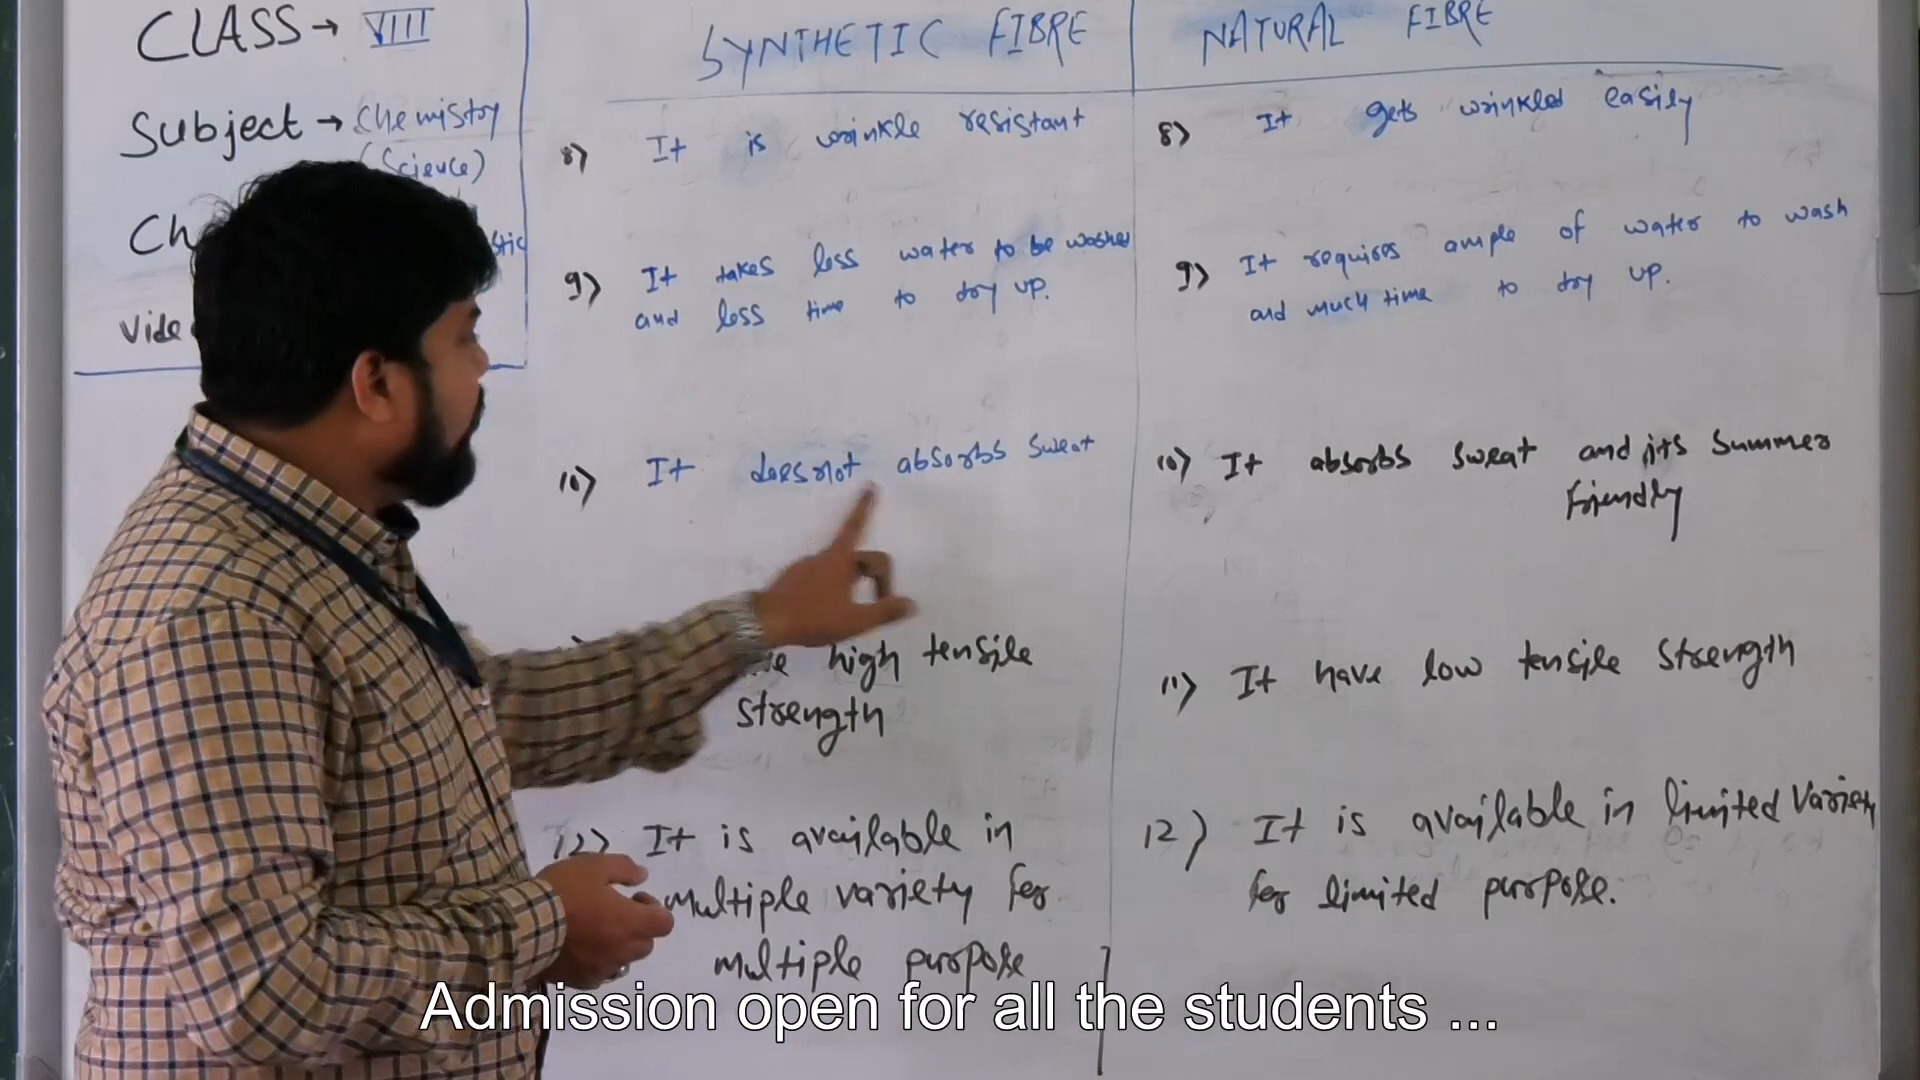 CLASS → VIII
Subject → Chemistry
(Science)
Ch
stic
Vide
SYNTHETIC FIBRE
8) It is wrinkle resistant
9) It takes less water to be washed
and less time to dry up.
10) It does not absorbs sweat
high tensile
strength
12) It is available in
multiple variety for
multiple purpose
NATURAL FIBRE
8) It gets wrinkled easily
9) It requires ample of water to wash
and much time to dry up.
10) It absorbs sweat and its summer
friendly
11) It have low tensile strength
12) It is available in limited variety
for limited purpose.
Admission open for all the students ...